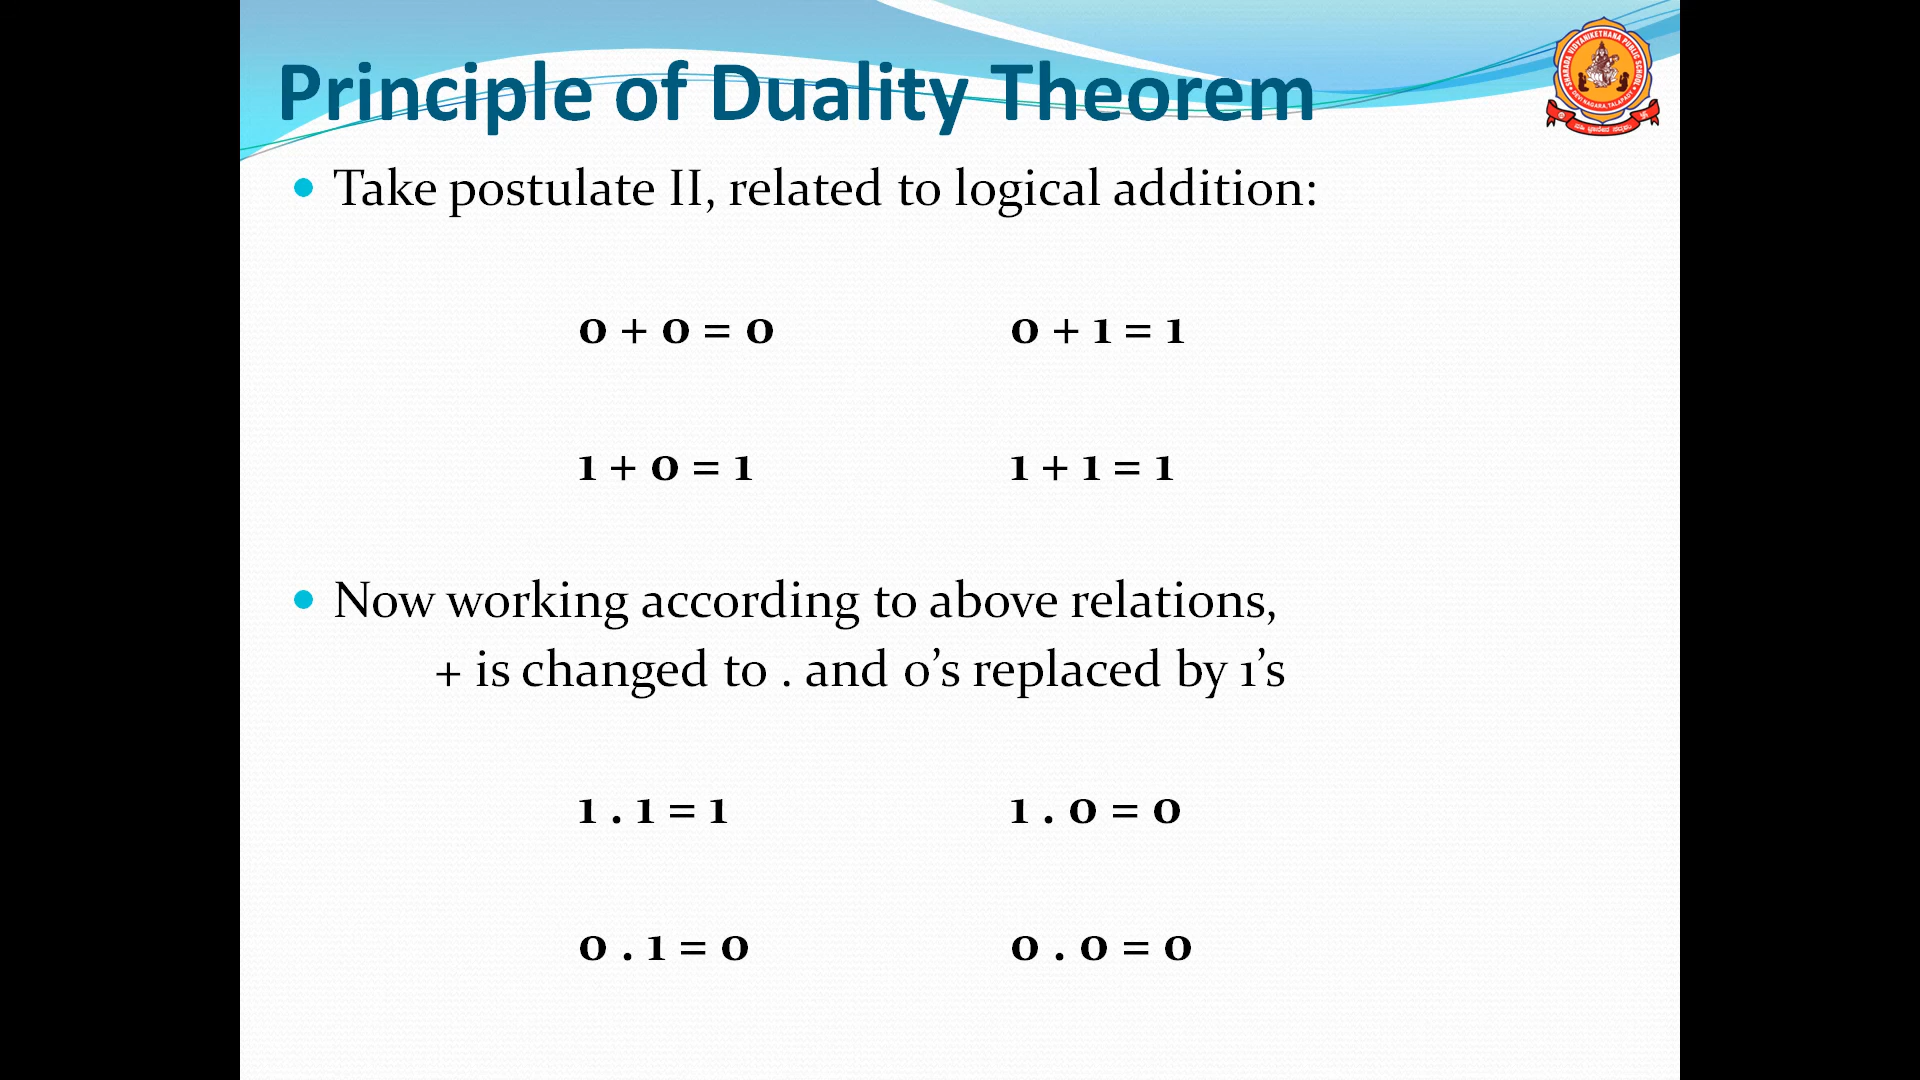 Principle of Duality Theorem
• Take postulate II, related to logical addition:
0 + 0 = 0 0 + 1 = 1
1 + 0 = 1 1 + 1 = 1
• Now working according to above relations,
+ is changed to . and 0’s replaced by 1’s
1 . 1 = 1 1 . 0 = 0
0 . 1 = 0 0 . 0 = 0